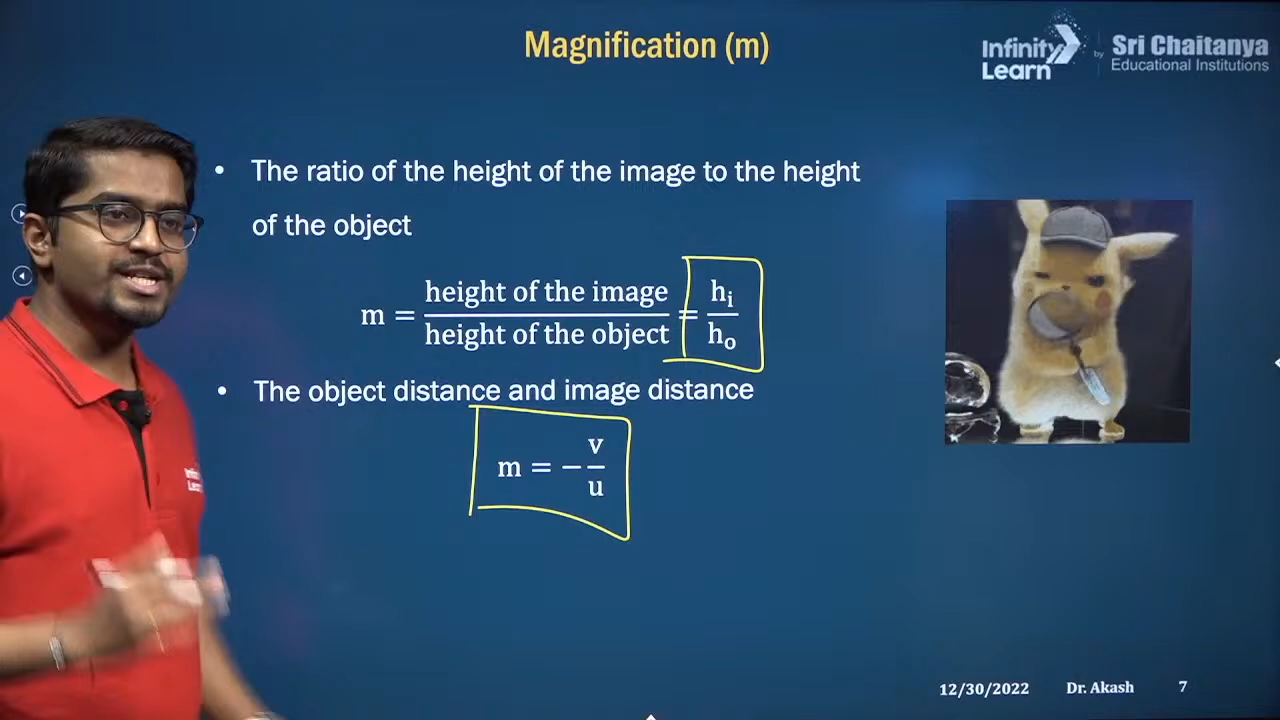 Magnification (m)
Infinity Learn
by
Sri Chaitanya
Educational Institutions
• The ratio of the height of the image to the height
of the object
m = height of the image / height of the object = hᵢ / hₒ
• The object distance and image distance
m = − v / u
Infinity
Learn
12/30/2022 Dr. Akash 7